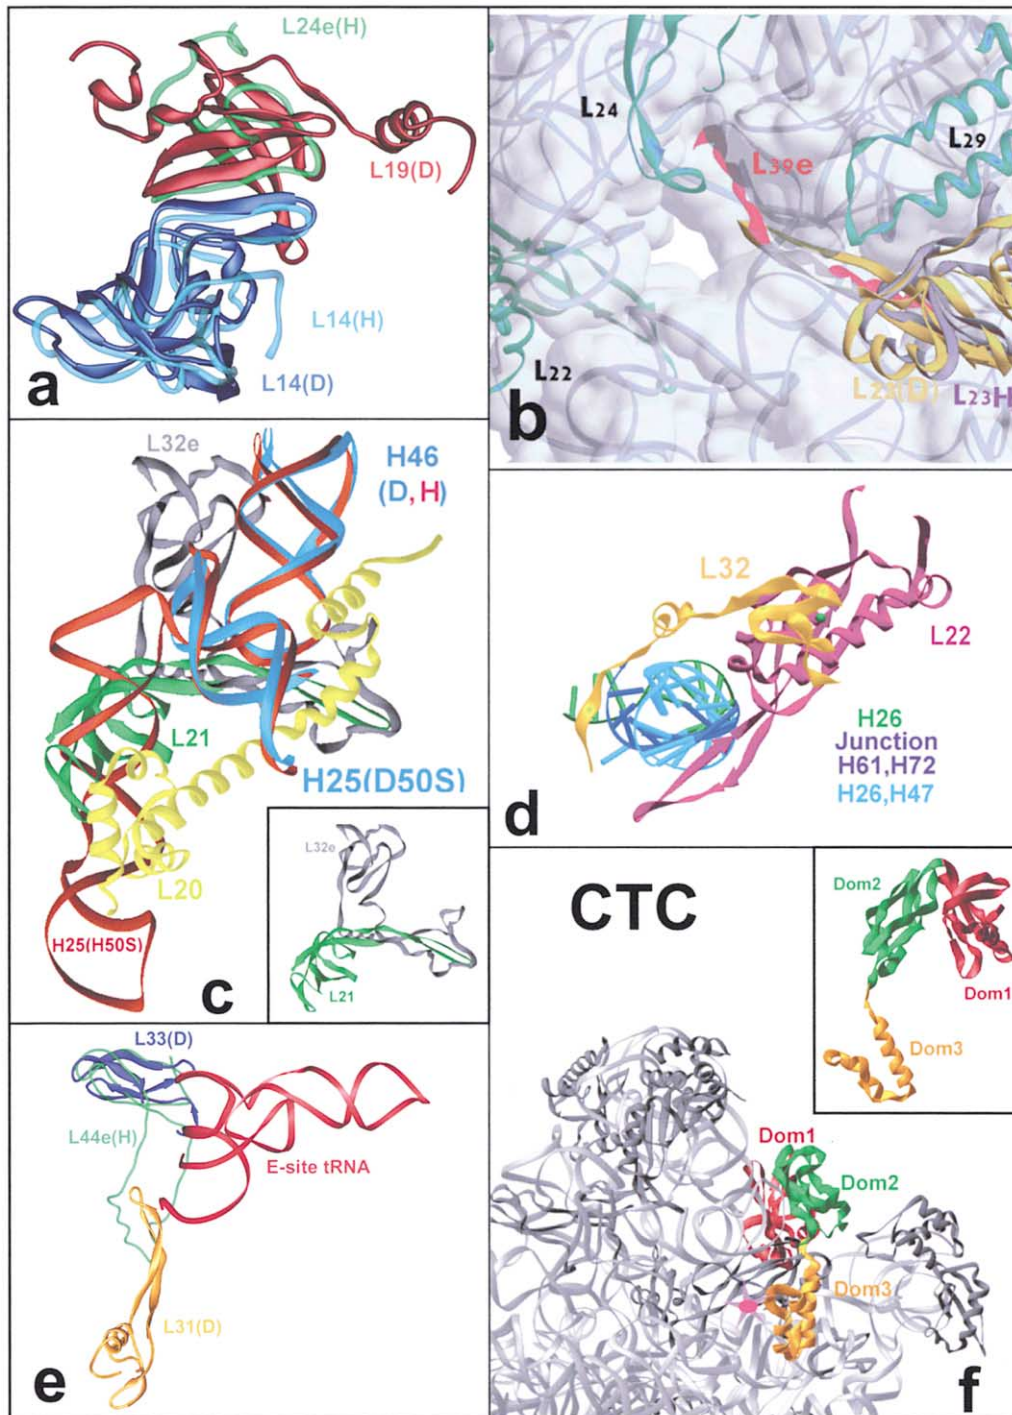 L24e(H)
L19(D)
L14(H)
L14(D)
a
L24
L39e
L29
L22
L23(D)
L23H
b
L32e
H46
(D, H)
L21
H25(D50S)
L20
H25(H50S)
c
L32e
L21
L32
L22
H26
Junction
H61,H72
H26,H47
d
L33(D)
L44e(H)
E-site tRNA
L31(D)
e
CTC
Dom2
Dom1
Dom3
Dom1
Dom2
Dom3
f